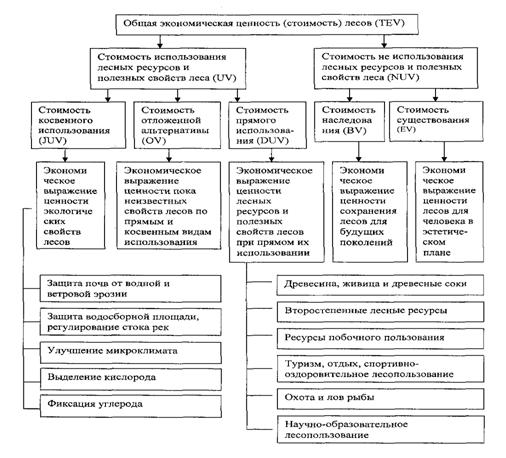 Общая экономическая ценность (стоимость) лесов (TEV)
Стоимость использования
лесных ресурсов и
полезных свойств леса (UV)
Стоимость не использования
лесных ресурсов и полезных
свойств леса (NUV)
Стоимость
косвенного
использования
(JUV)
Стоимость
отложенной
альтернативы
(OV)
Стоимость
прямого
использова-
ния (DUV)
Стоимость
наследова
ния (BV)
Стоимость
существования
(EV)
Экономи
ческое
выражение
ценности
экологиче
ских
свойств
лесов
Экономическое
выражение
ценности пока
неизвестных
свойств лесов по
прямым и
косвенным видам
использования
Экономическое
выражение
ценности
лесных
ресурсов и
полезных
свойств лесов
при прямом их
использовании
Экономи
ческое
выражение
ценности
сохранения
лесов для
будущих
поколений
Экономи
ческое
выражение
ценности
лесов для
человека в
эстетиче-
ском
плане
Защита почв от водной и
ветровой эрозии
Защита водосборной площади,
регулирование стока рек
Улучшение микроклимата
Выделение кислорода
Фиксация углерода
Древесина, живица и древесные соки
Второстепенные лесные ресурсы
Ресурсы побочного пользования
Туризм, отдых, спортивно-
оздоровительное лесопользование
Охота и лов рыбы
Научно-образовательное
лесопользование